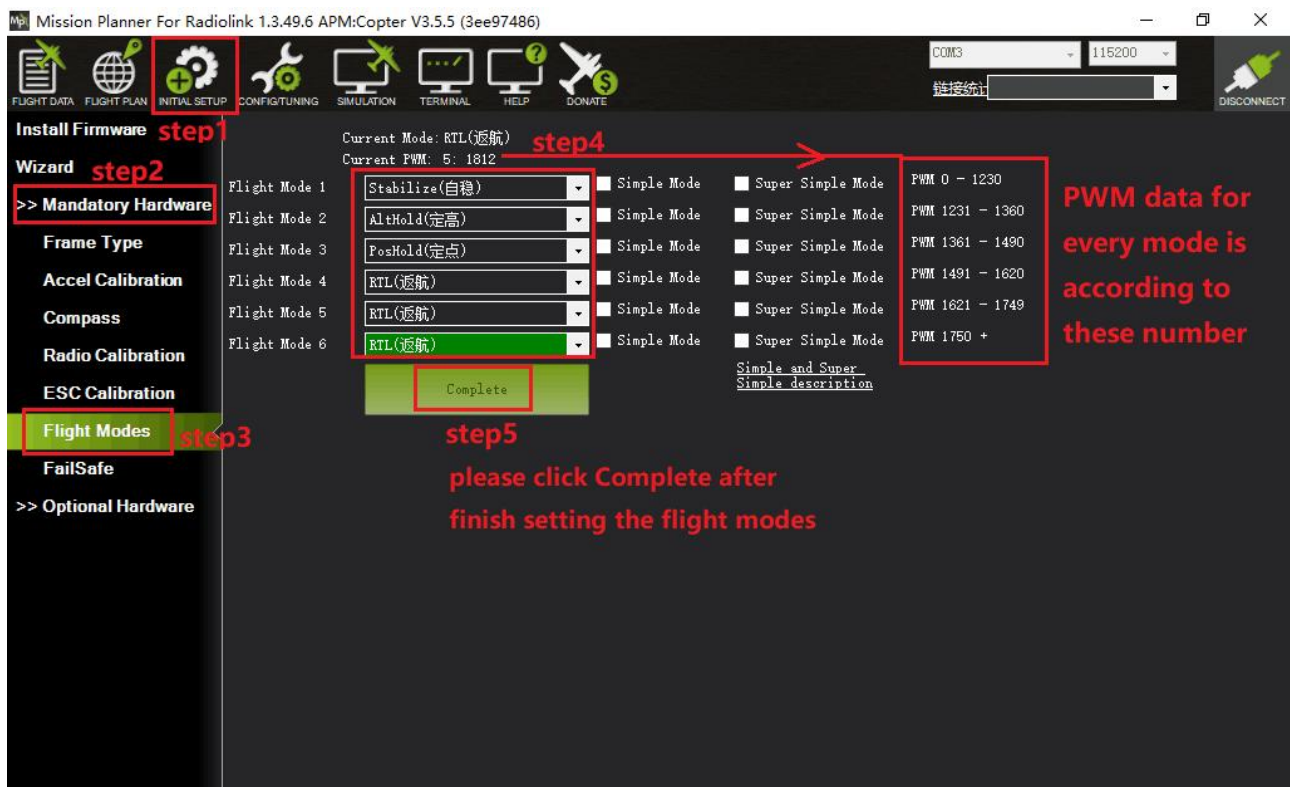 Mission Planner For Radiolink 1.3.49.6 APM:Copter V3.5.5 (3ee97486)
FLIGHT DATA FLIGHT PLAN INITIAL SETUP CONFIG/TUNING SIMULATION TERMINAL HELP DONATE
COM3 115200
链接统计
DISCONNECT
Install Firmware
step1
Wizard
step2
>> Mandatory Hardware
Frame Type
Accel Calibration
Compass
Radio Calibration
ESC Calibration
Flight Modes
step3
FailSafe
>> Optional Hardware
Current Mode: RTL(返航)
step4
Current PWM: 5: 1812
Flight Mode 1 Stabilize(自稳) Simple Mode Super Simple Mode PWM 0 - 1230
Flight Mode 2 AltHold(定高) Simple Mode Super Simple Mode PWM 1231 - 1360
Flight Mode 3 PosHold(定点) Simple Mode Super Simple Mode PWM 1361 - 1490
Flight Mode 4 RTL(返航) Simple Mode Super Simple Mode PWM 1491 - 1620
Flight Mode 5 RTL(返航) Simple Mode Super Simple Mode PWM 1621 - 1749
Flight Mode 6 RTL(返航) Simple Mode Super Simple Mode PWM 1750 +
PWM data for
every mode is
according to
these number
Simple and Super
Simple description
Complete
step5
please click Complete after
finish setting the flight modes